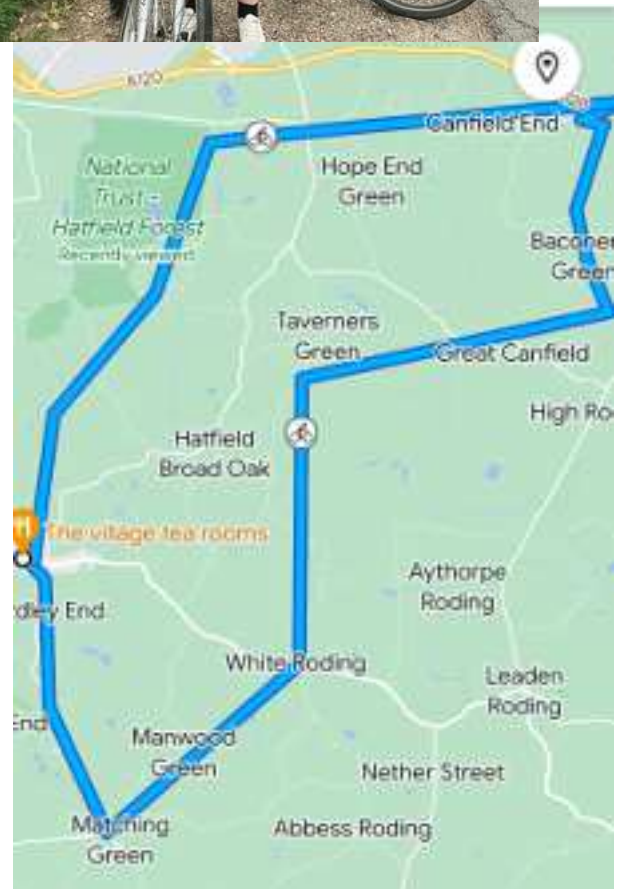 A120
Canfield End
National
Trust -
Hatfield Forest
Recently viewed
Hope End
Green
Green
Taverners
Green
Great Canfield
Hatfield
Broad Oak
The village tea rooms
Aythorpe
Roding
End
White Roding
Leaden
Roding
End
Manwood
Green
Nether Street
Matching
Green
Abbess Roding